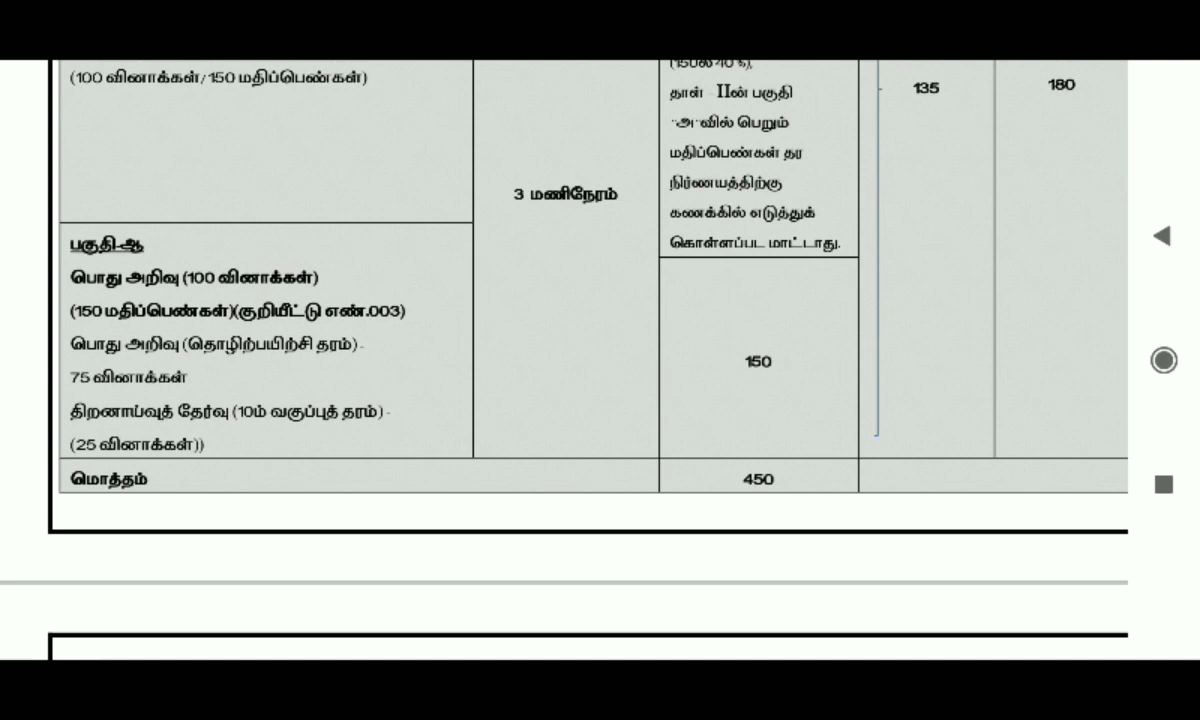 (100 வினாக்கள்/150 மதிப்பெண்கள்)
பகுதி-ஆ
பொது அறிவு (100 வினாக்கள்)
(150 மதிப்பெண்கள்)(குறியீட்டு எண்.003)
பொது அறிவு (தொழிற்பயிற்சி தரம்) -
75 வினாக்கள்
திறனாய்வுத் தேர்வு (10ம் வகுப்புத் தரம்) -
(25 வினாக்கள்))
3 மணிநேரம்
(150ல் 40%).
தாள் - IIன் பகுதி
"அ"வில் பெறும்
மதிப்பெண்கள் தர
நிர்ணயத்திற்கு
கணக்கில் எடுத்துக்
கொள்ளப்பட மாட்டாது.
150
135
180
மொத்தம்
450